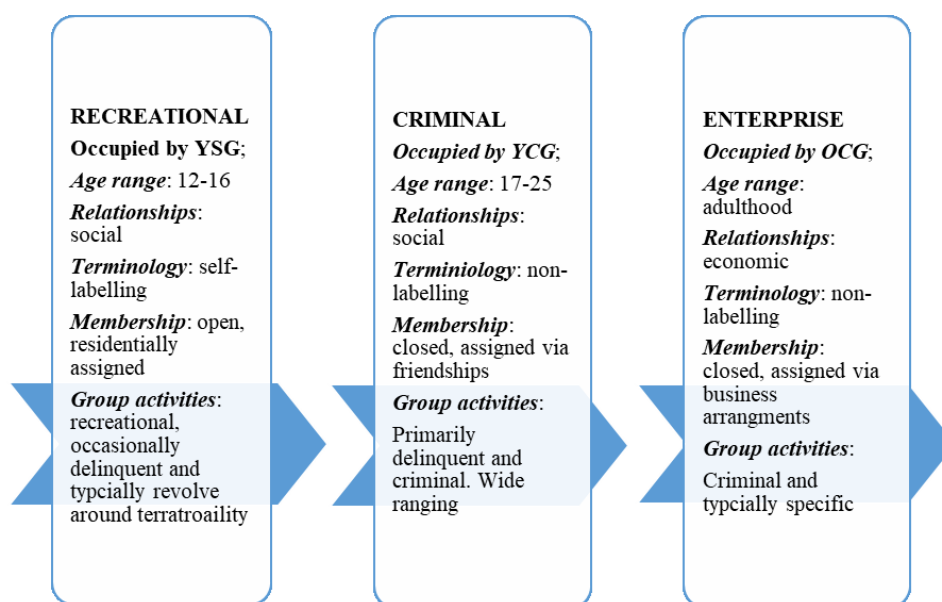 RECREATIONAL
Occupied by YSG;
Age range: 12-16
Relationships:
social
Terminology: self-
labelling
Membership: open,
residentially
assigned
Group activities:
recreational,
occasionally
delinquent and
typcially revolve
around terratroaility
CRIMINAL
Occupied by YCG;
Age range: 17-25
Relationships:
social
Terminiology: non-
labelling
Membership:
closed, assigned via
friendships
Group activities:
Primarily
delinquent and
criminal. Wide
ranging
ENTERPRISE
Occupied by OCG;
Age range:
adulthood
Relationships:
economic
Terminology: non-
labelling
Membership:
closed, assigned via
business
arrangments
Group activities:
Criminal and
typcially specific